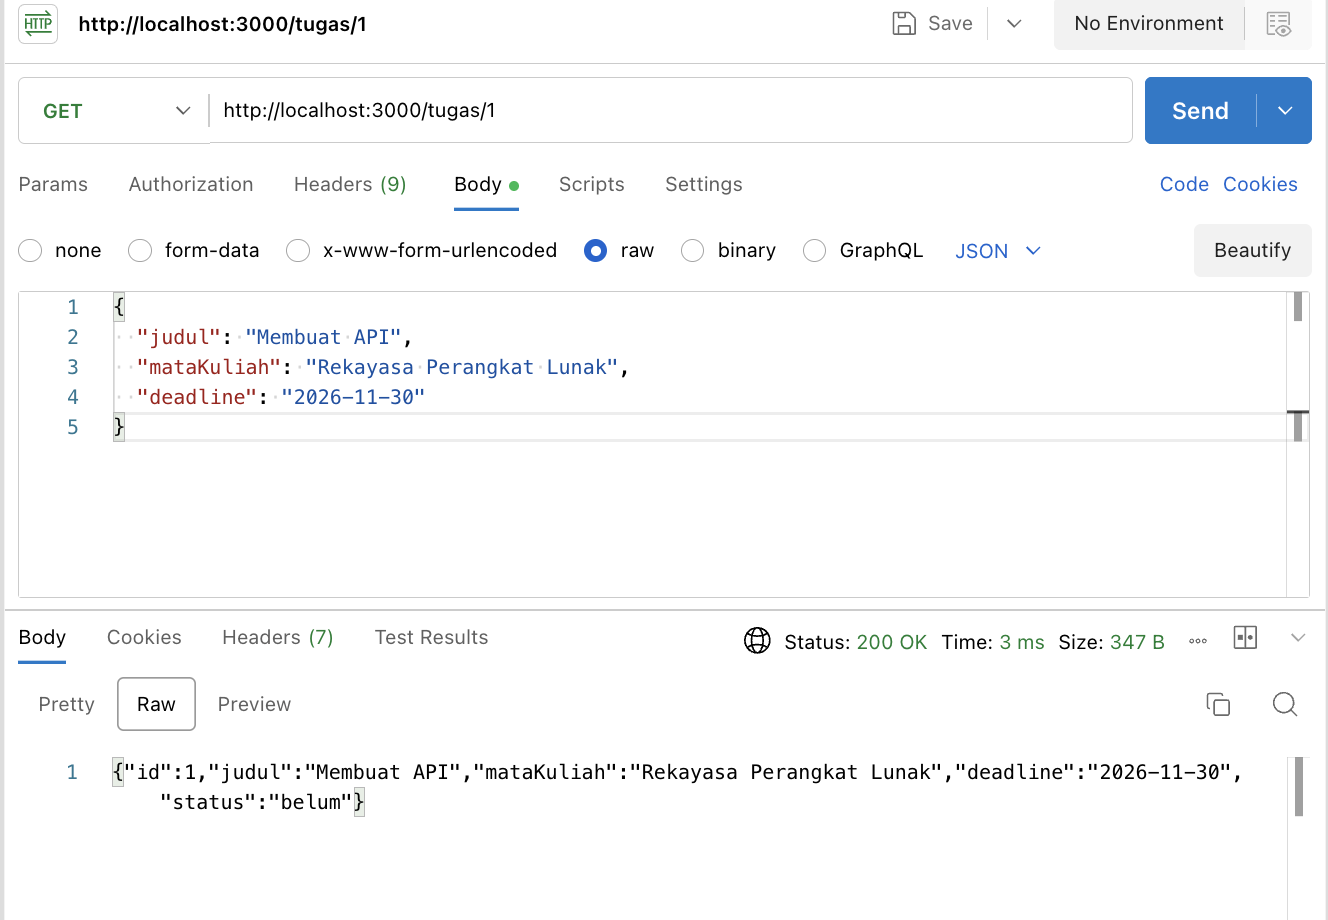 HTTP http://localhost:3000/tugas/1 Save No Environment
GET http://localhost:3000/tugas/1 Send
Params Authorization Headers (9) Body Scripts Settings Code Cookies
none form-data x-www-form-urlencoded raw binary GraphQL JSON Beautify
1 {
2 "judul": "Membuat API",
3 "mataKuliah": "Rekayasa Perangkat Lunak",
4 "deadline": "2026-11-30"
5 }
Body Cookies Headers (7) Test Results Status: 200 OK Time: 3 ms Size: 347 B
Pretty Raw Preview
1 {"id":1,"judul":"Membuat API","mataKuliah":"Rekayasa Perangkat Lunak","deadline":"2026-11-30",
"status":"belum"}